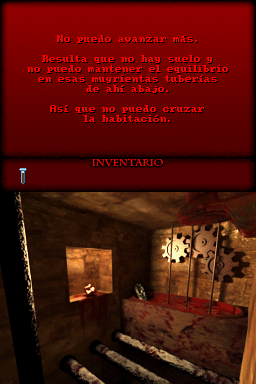 No puedo avanzar más.
Resulta que no hay suelo y
no puedo mantener el equilibrio
en esas mugrientas tuberías
de ahí abajo.
Así que no puedo cruzar
la habitación.
INVENTARIO